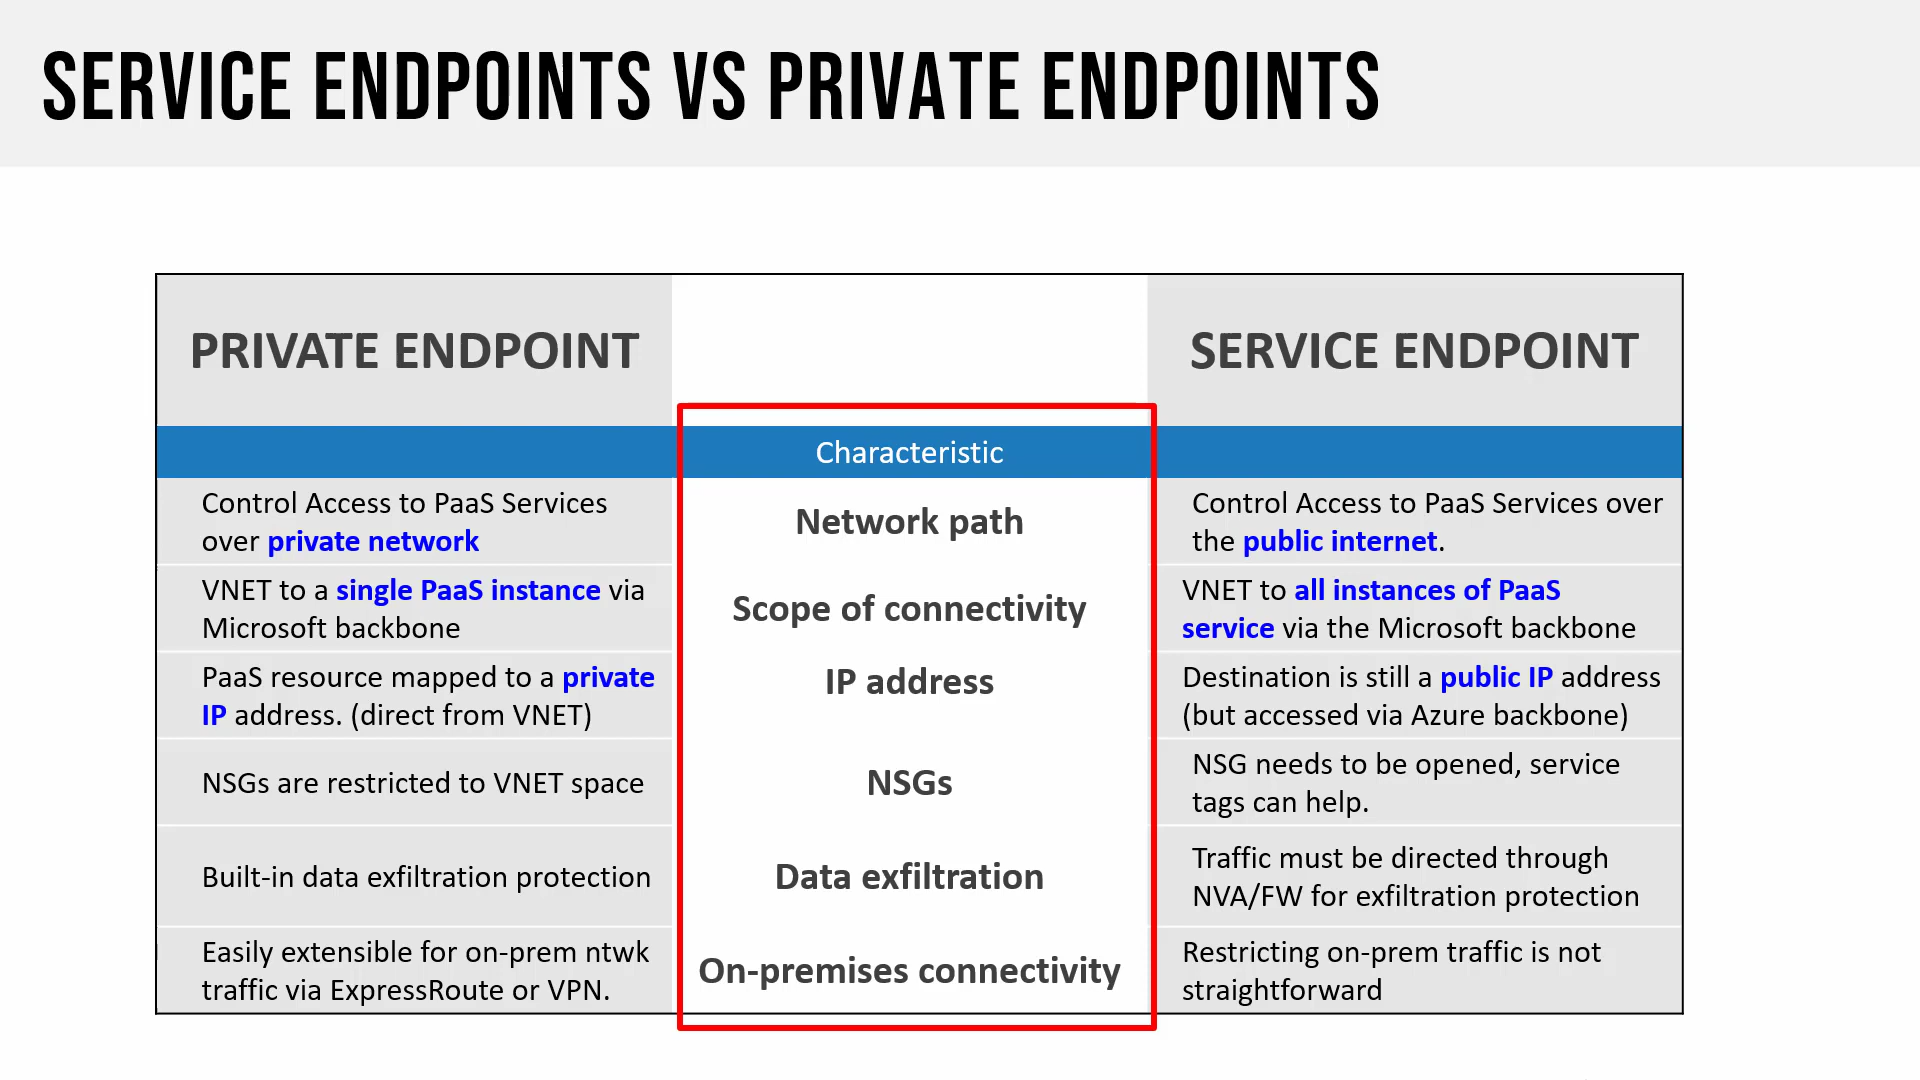 SERVICE ENDPOINTS VS PRIVATE ENDPOINTS
PRIVATE ENDPOINT
SERVICE ENDPOINT
Characteristic
Control Access to PaaS Services
over private network
Network path
Control Access to PaaS Services over
the public internet.
VNET to a single PaaS instance via
Microsoft backbone
Scope of connectivity
VNET to all instances of PaaS
service via the Microsoft backbone
PaaS resource mapped to a private
IP address. (direct from VNET)
IP address
Destination is still a public IP address
(but accessed via Azure backbone)
NSGs are restricted to VNET space
NSGs
NSG needs to be opened, service
tags can help.
Built-in data exfiltration protection
Data exfiltration
Traffic must be directed through
NVA/FW for exfiltration protection
Easily extensible for on-prem ntwk
traffic via ExpressRoute or VPN.
On-premises connectivity
Restricting on-prem traffic is not
straightforward